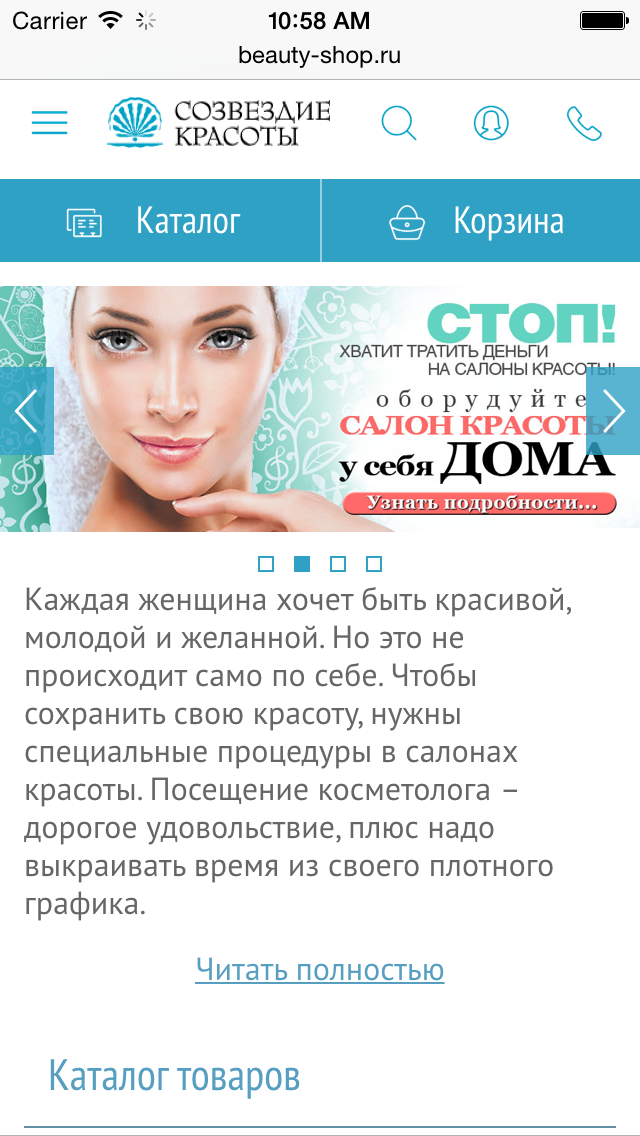 Carrier 10:58 AM
beauty-shop.ru
СОЗВЕЗДИЕ
КРАСОТЫ
Каталог Корзина
СТОП!
ХВАТИТ ТРАТИТЬ ДЕНЬГИ
НА САЛОНЫ КРАСОТЫ!
оборудуйте
САЛОН КРАСОТЫ
у себя ДОМА
Узнать подробности...
Каждая женщина хочет быть красивой,
молодой и желанной. Но это не
происходит само по себе. Чтобы
сохранить свою красоту, нужны
специальные процедуры в салонах
красоты. Посещение косметолога –
дорогое удовольствие, плюс надо
выкраивать время из своего плотного
графика.
Читать полностью
Каталог товаров